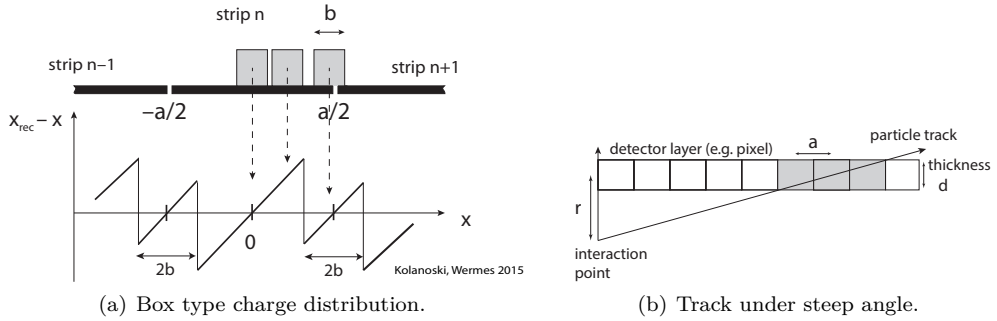 strip n
b
strip n–1
strip n+1
–a/2
a/2
x_rec – x
x
0
2b
2b
Kolanoski, Wermes 2015
(a) Box type charge distribution.
particle track
detector layer (e.g. pixel)
a
thickness
d
r
interaction
point
(b) Track under steep angle.